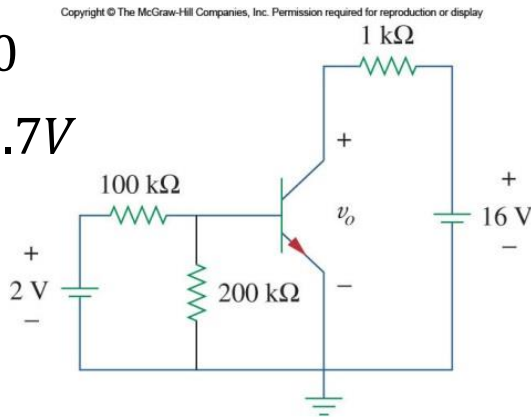 Copyright © The McGraw-Hill Companies, Inc. Permission required for reproduction or display
0
.7V
1 kΩ
100 kΩ
+
vo
−
+
16 V
−
+
2 V
−
200 kΩ